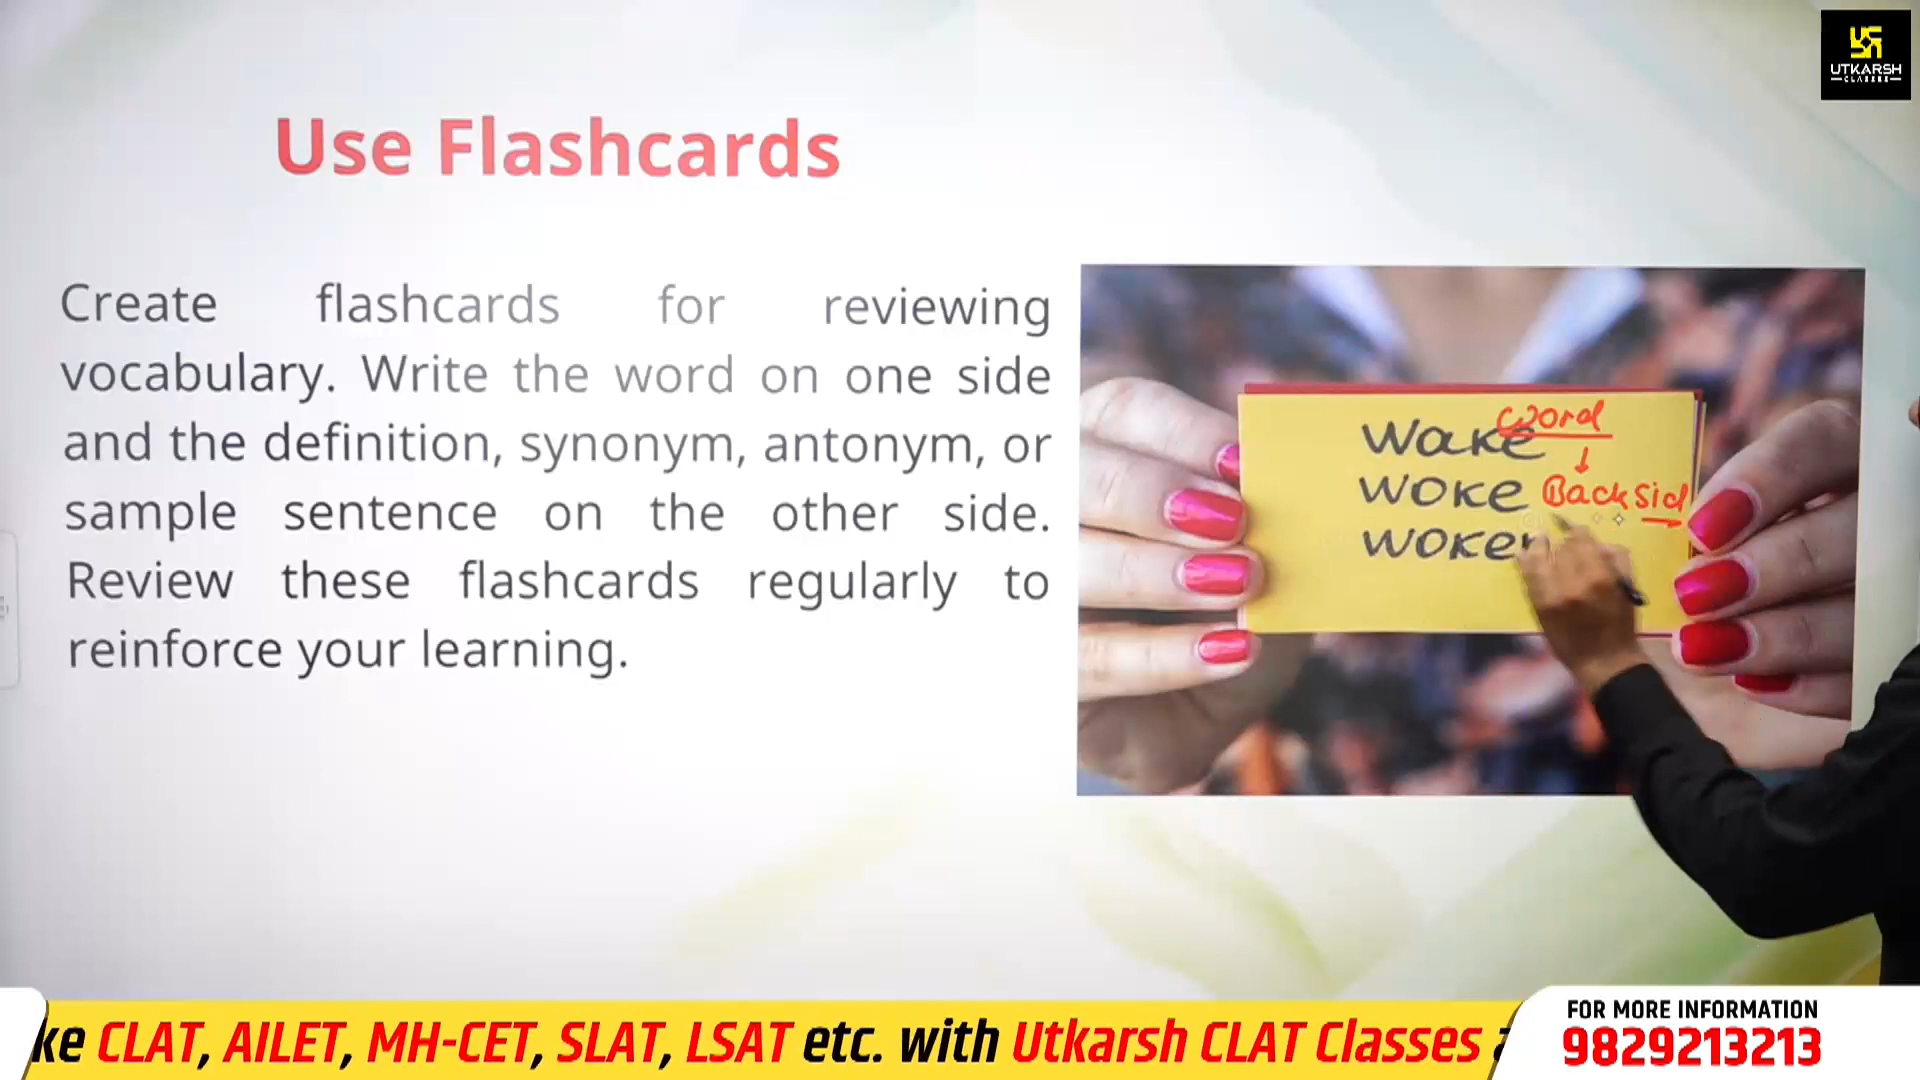 UTKARSH
CLASSES
Use Flashcards
Create flashcards for reviewing
vocabulary. Write the word on one side
and the definition, synonym, antonym, or
sample sentence on the other side.
Review these flashcards regularly to
reinforce your learning.
wake
word
woke
Back Sid
woken
ke CLAT, AILET, MH-CET, SLAT, LSAT etc. with Utkarsh CLAT Classes a
FOR MORE INFORMATION
9829213213